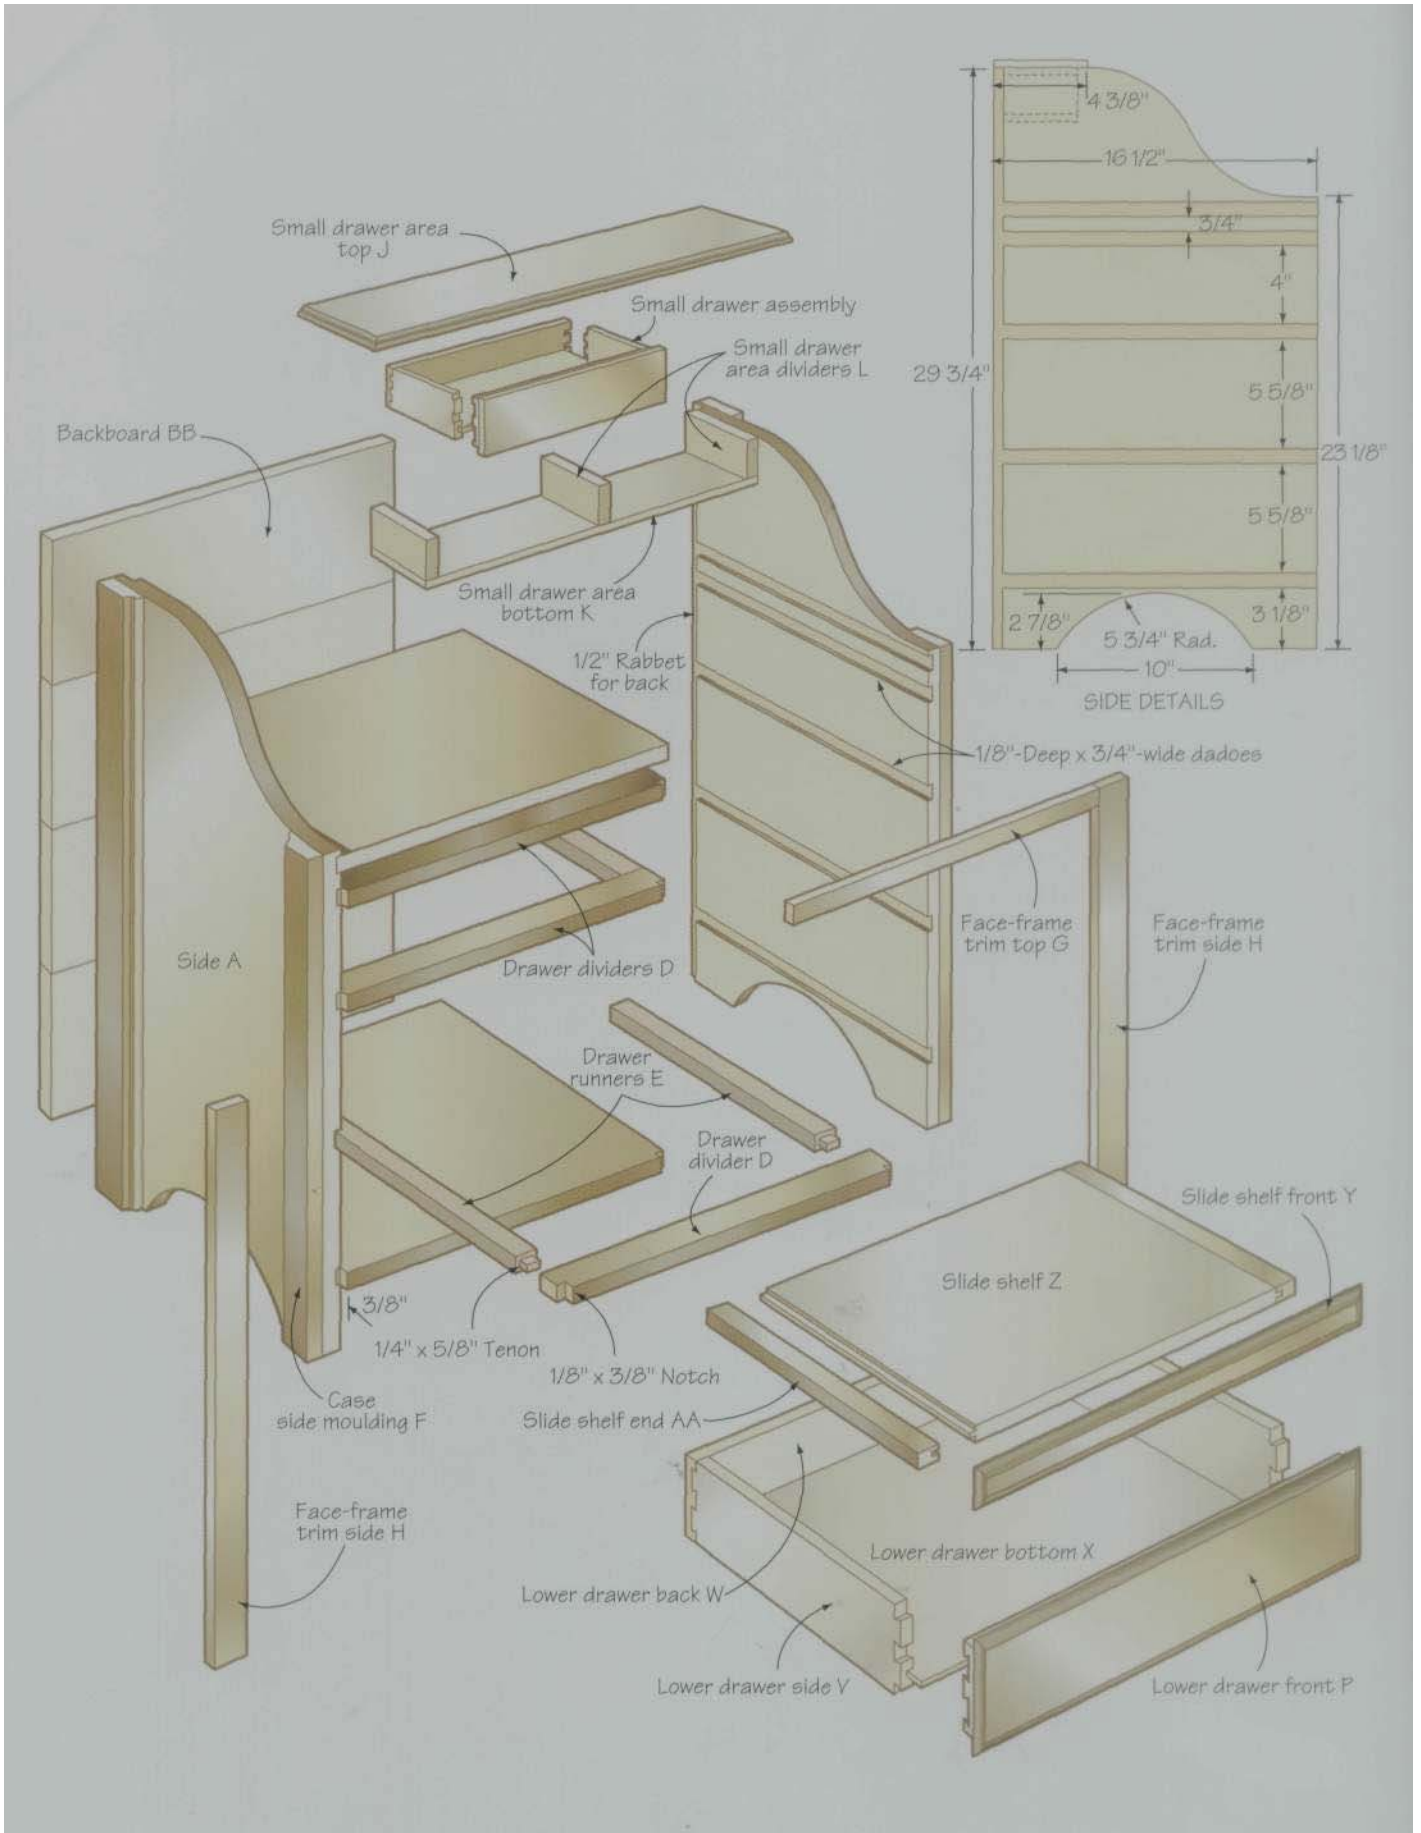 4 3/8"
16 1/2"
3/4"
4"
29 3/4"
5 5/8"
23 1/8"
5 5/8"
2 7/8"
3 1/8"
5 3/4" Rad.
10"
SIDE DETAILS
Small drawer area
top J
Small drawer assembly
Small drawer
area dividers L
Backboard BB
Small drawer area
bottom K
1/2" Rabbet
for back
1/8"-Deep x 3/4"-wide dadoes
Side A
Drawer dividers D
Face-frame
trim top G
Face-frame
trim side H
Drawer
runners E
Drawer
divider D
Slide shelf front Y
Slide shelf Z
3/8"
1/4" x 5/8" Tenon
1/8" x 3/8" Notch
Case
side moulding F
Slide shelf end AA
Face-frame
trim side H
Lower drawer bottom X
Lower drawer back W
Lower drawer side V
Lower drawer front P